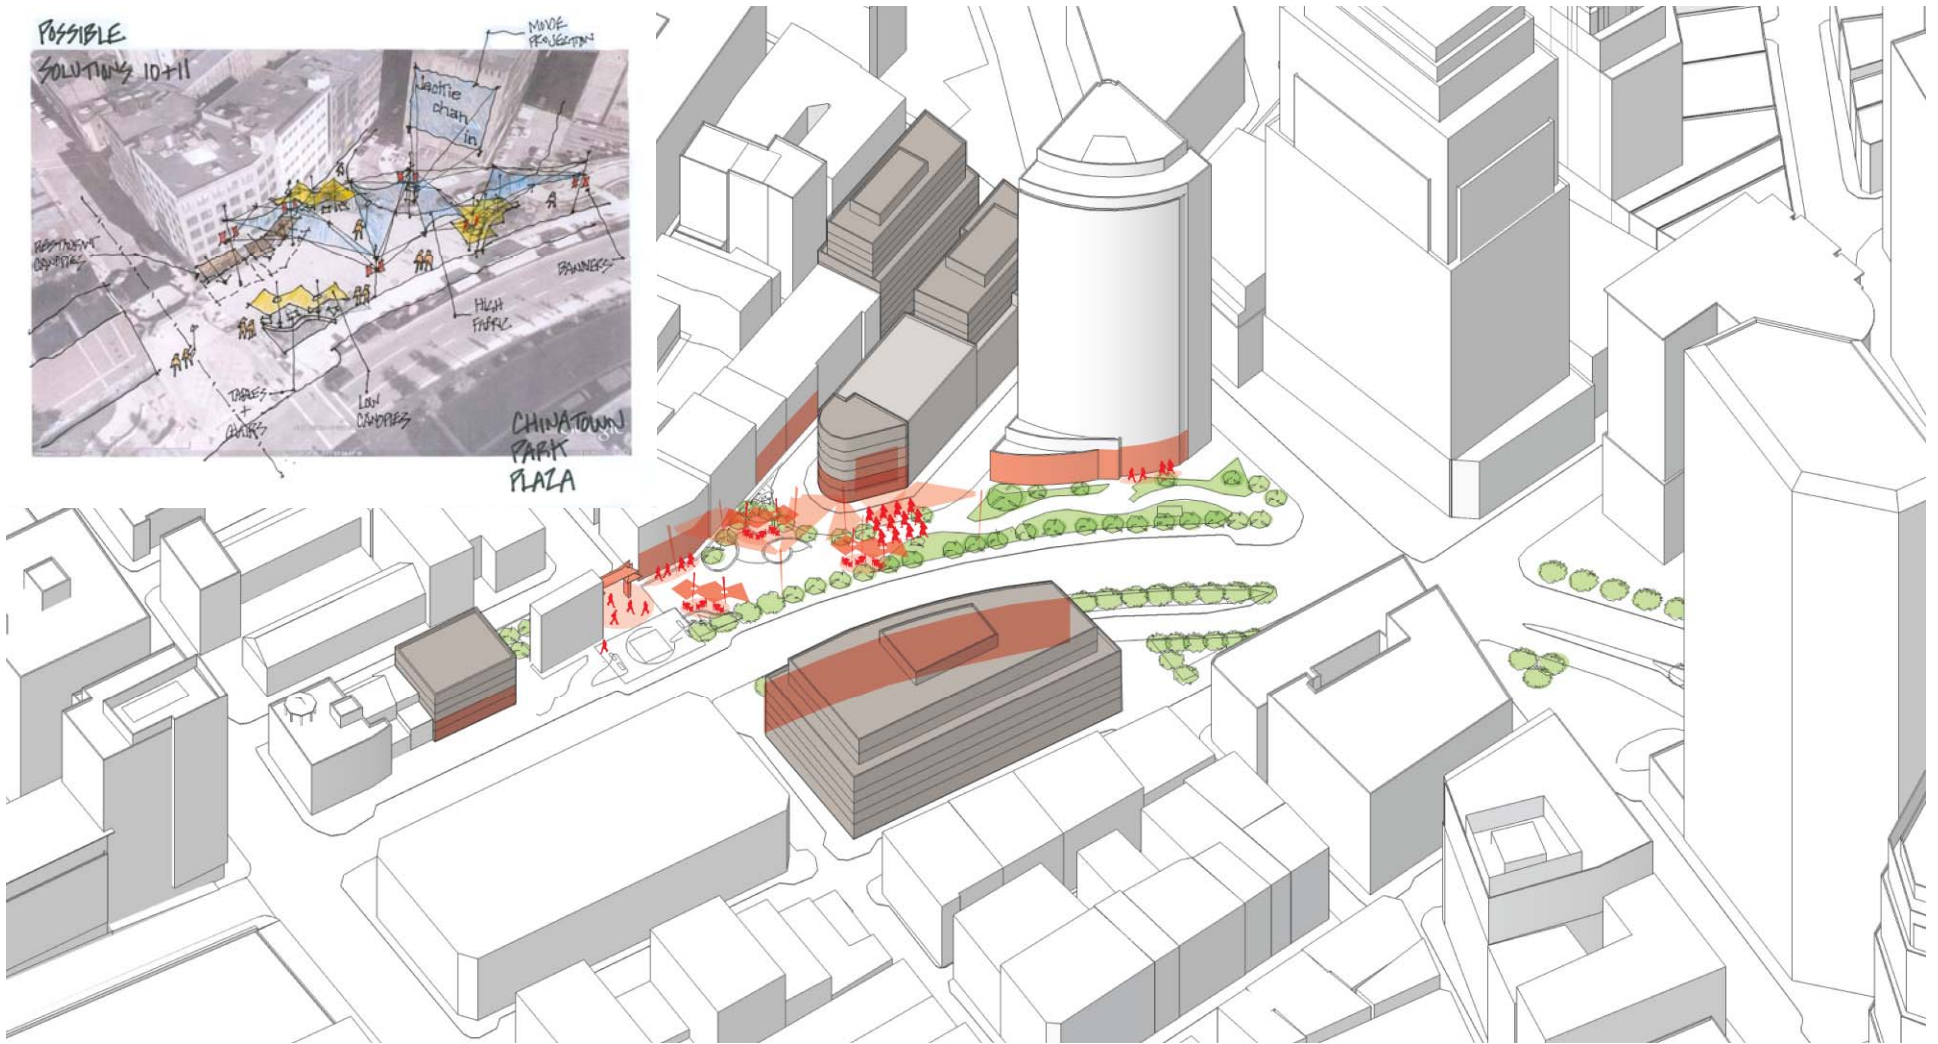 POSSIBLE
SOLUTIONS 10+11
MOVIE
PROJECTION
Jackie
chan
in
RESTAURANT
CANOPIES
BANNERS
HIGH
FABRIC
TABLES
+
CHAIRS
LOW
CANOPIES
CHINATOWN
PARK
PLAZA